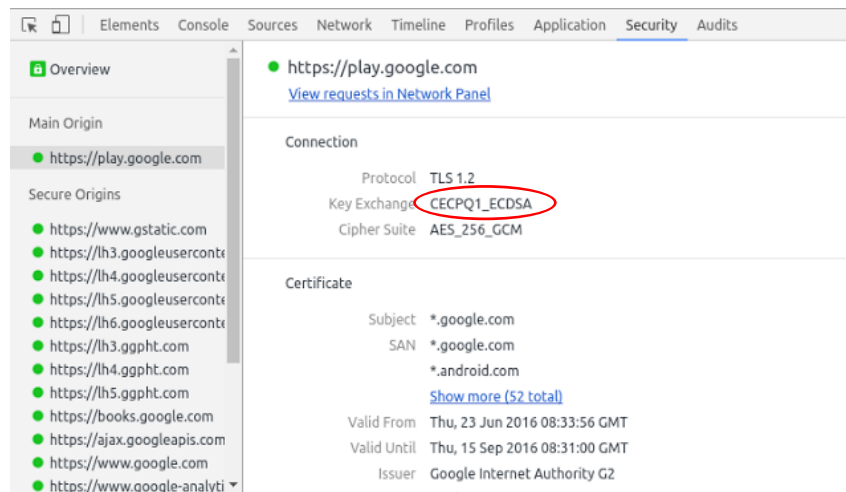 Elements Console Sources Network Timeline Profiles Application Security Audits
Overview
Main Origin
https://play.google.com
Secure Origins
https://www.gstatic.com
https://lh3.googleuserconte
https://lh4.googleuserconte
https://lh5.googleuserconte
https://lh6.googleuserconte
https://lh3.ggpht.com
https://lh4.ggpht.com
https://lh5.ggpht.com
https://books.google.com
https://ajax.googleapis.com
https://www.google.com
https://www.google-analyti
https://play.google.com
View requests in Network Panel
Connection
Protocol TLS 1.2
Key Exchange CECPQ1_ECDSA
Cipher Suite AES_256_GCM
Certificate
Subject *.google.com
SAN *.google.com
*.android.com
Show more (52 total)
Valid From Thu, 23 Jun 2016 08:33:56 GMT
Valid Until Thu, 15 Sep 2016 08:31:00 GMT
Issuer Google Internet Authority G2